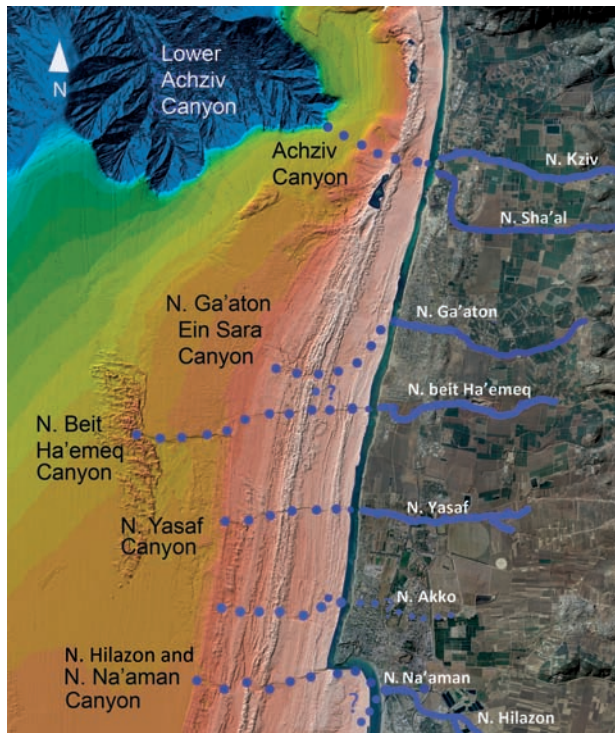 Lower
Achziv
Canyon
N
Achziv
Canyon
N. Kziv
N. Sha'al
N. Ga'aton
Ein Sara
Canyon
N. Ga'aton
?
N. beit Ha'emeq
N. Beit
Ha'emeq
Canyon
N. Yasaf
Canyon
N. Yasaf
N. Akko
N. Hilazon and
N. Na'aman
Canyon
N. Na'aman
?
N. Hilazon